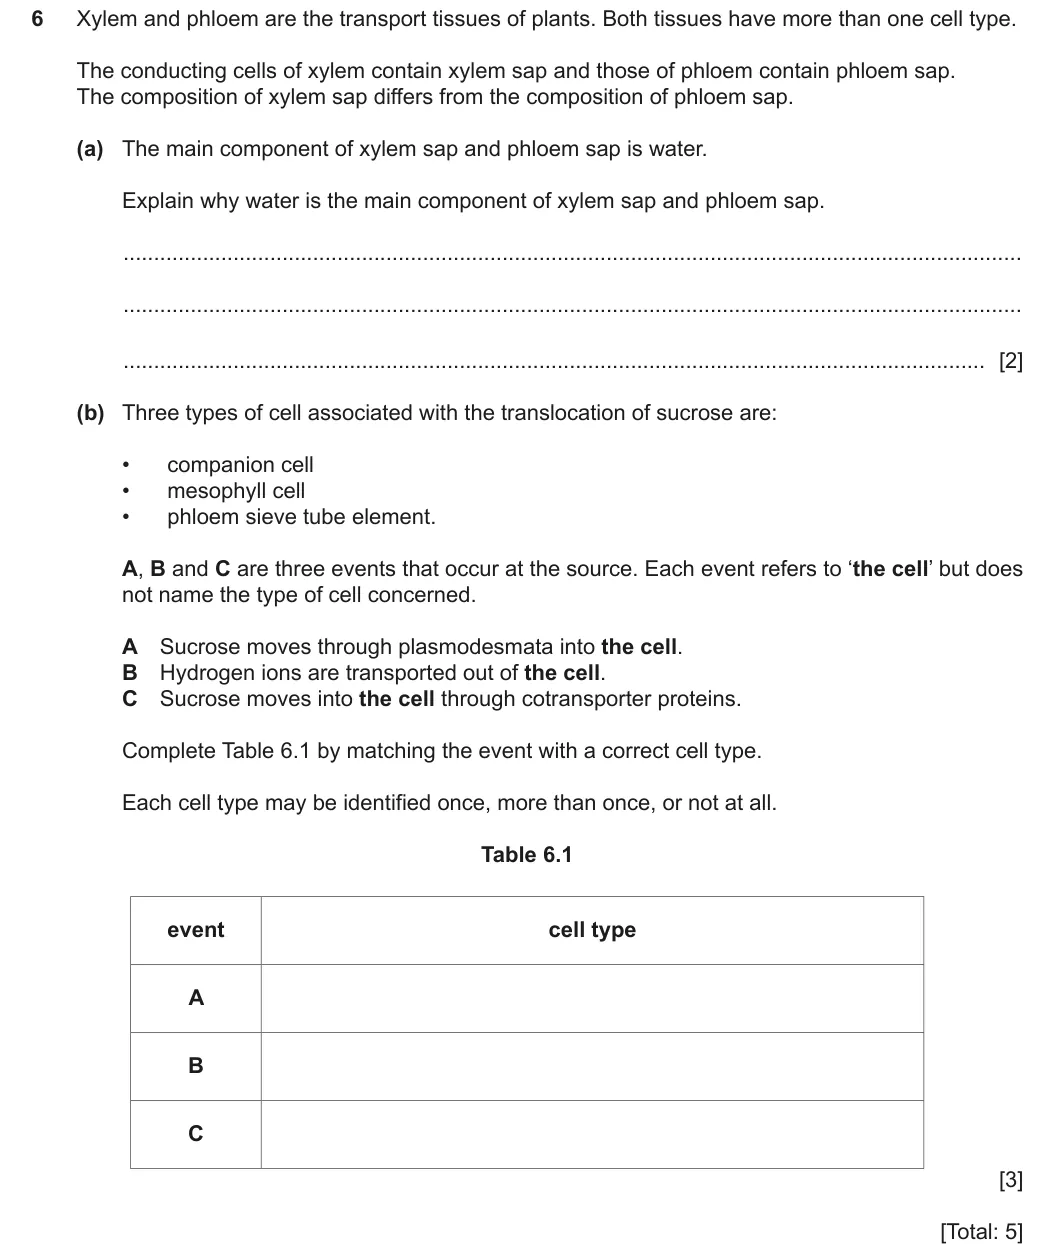 6 Xylem and phloem are the transport tissues of plants. Both tissues have more than one cell type.
The conducting cells of xylem contain xylem sap and those of phloem contain phloem sap.
The composition of xylem sap differs from the composition of phloem sap.
(a) The main component of xylem sap and phloem sap is water.
Explain why water is the main component of xylem sap and phloem sap.
[2]
(b) Three types of cell associated with the translocation of sucrose are:
• companion cell
• mesophyll cell
• phloem sieve tube element.
A, B and C are three events that occur at the source. Each event refers to ‘the cell’ but does
not name the type of cell concerned.
A Sucrose moves through plasmodesmata into the cell.
B Hydrogen ions are transported out of the cell.
C Sucrose moves into the cell through cotransporter proteins.
Complete Table 6.1 by matching the event with a correct cell type.
Each cell type may be identified once, more than once, or not at all.
Table 6.1
event cell type
A
B
C
[3]
[Total: 5]